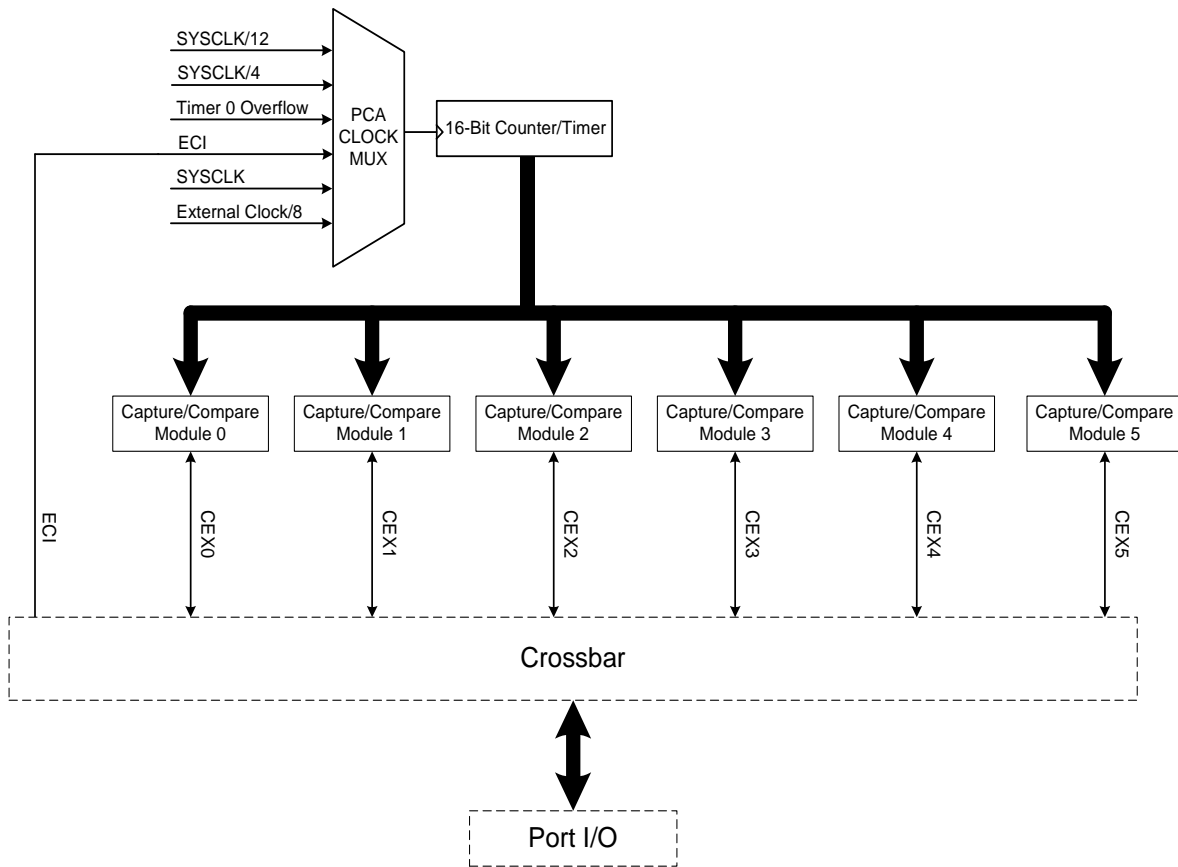 SYSCLK/12
SYSCLK/4
Timer 0 Overflow
ECI
SYSCLK
External Clock/8
PCA
CLOCK
MUX
16-Bit Counter/Timer
Capture/Compare
Module 0
Capture/Compare
Module 1
Capture/Compare
Module 2
Capture/Compare
Module 3
Capture/Compare
Module 4
Capture/Compare
Module 5
ECI
CEX0
CEX1
CEX2
CEX3
CEX4
CEX5
Crossbar
Port I/O